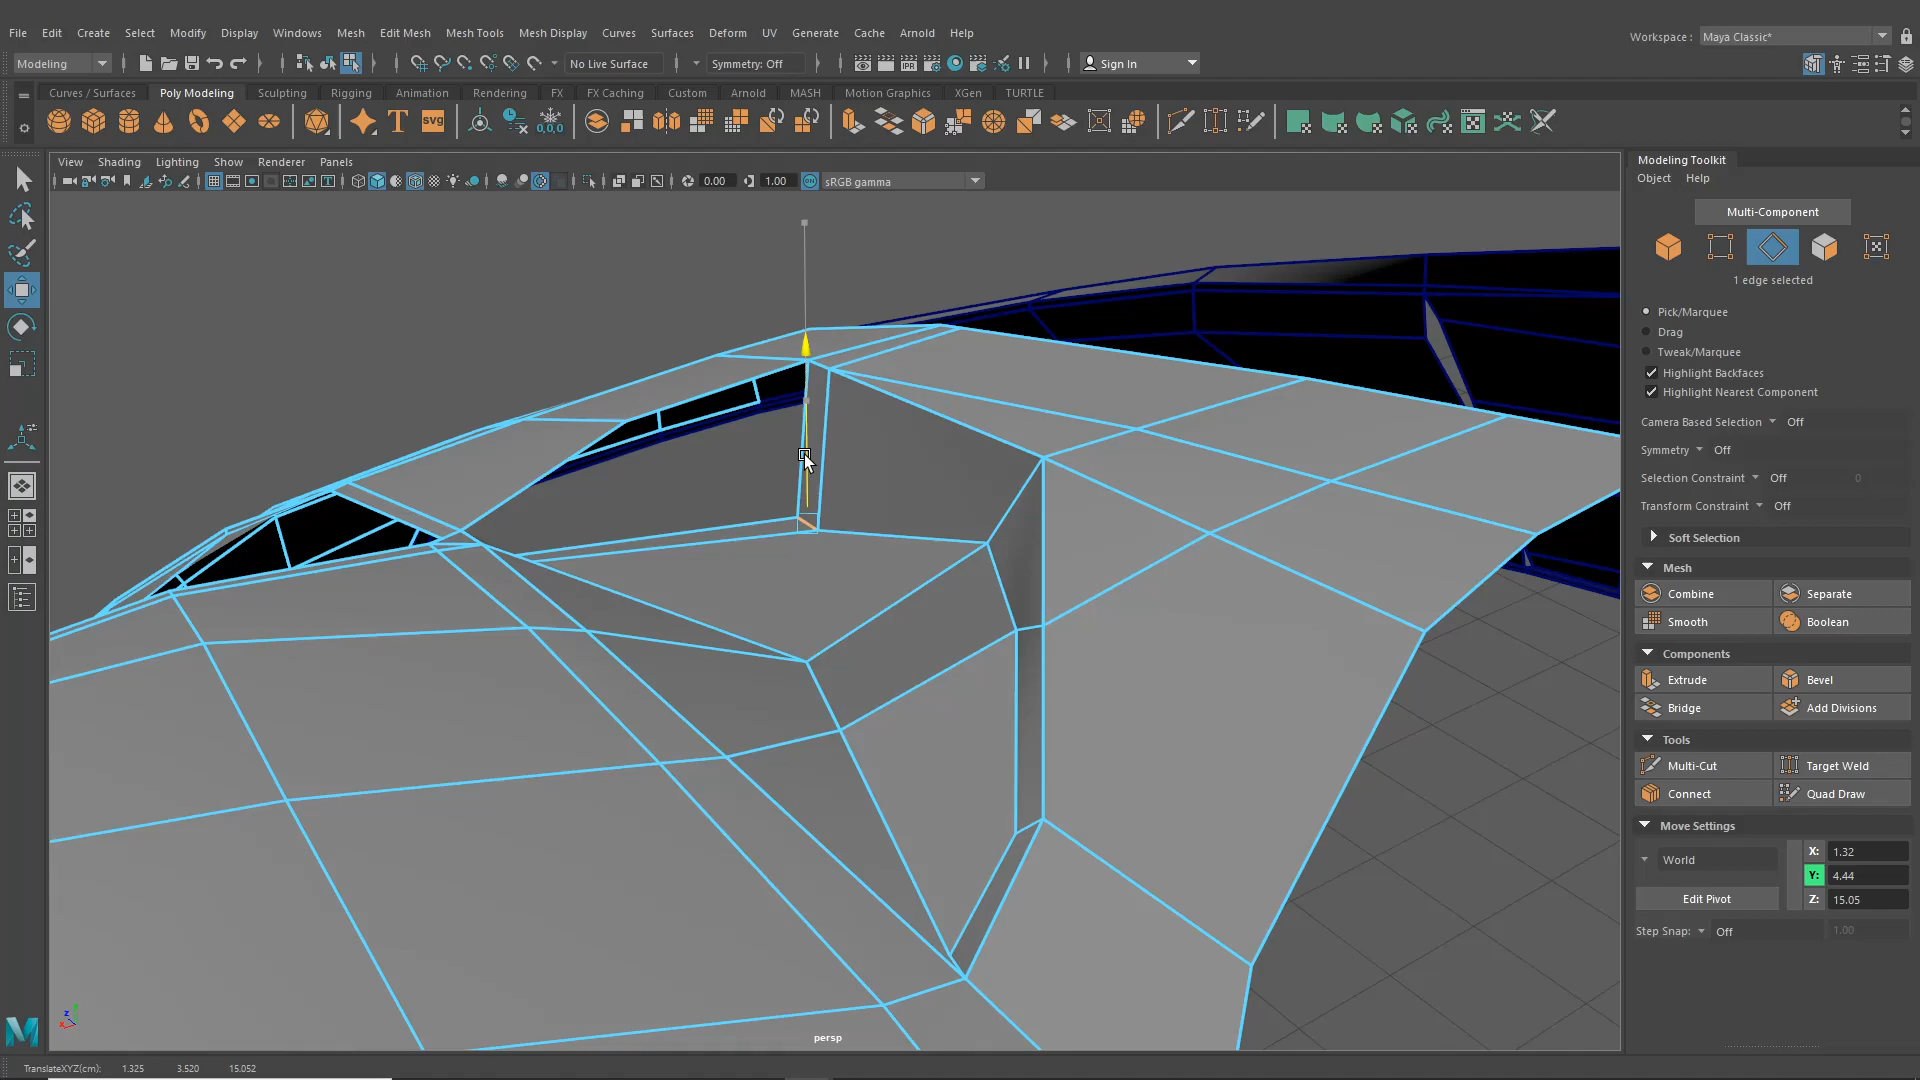 File Edit Create Select Modify Display Windows Mesh Edit Mesh Mesh Tools Mesh Display Curves Surfaces Deform UV Generate Cache Arnold Help
Workspace : Maya Classic*
Modeling No Live Surface Symmetry: Off Sign In
Curves / Surfaces Poly Modeling Sculpting Rigging Animation Rendering FX FX Caching Custom Arnold MASH Motion Graphics XGen TURTLE
T SVG 0,0,0 IPR
View Shading Lighting Show Renderer Panels
0.00 1.00 ON sRGB gamma
Modeling Toolkit
Object Help
Multi-Component
1 edge selected
Pick/Marquee
Drag
Tweak/Marquee
Highlight Backfaces
Highlight Nearest Component
Camera Based Selection Off
Symmetry Off
Selection Constraint Off 0
Transform Constraint Off
Soft Selection
Mesh
Combine Separate
Smooth Boolean
Components
Extrude Bevel
Bridge Add Divisions
Tools
Multi-Cut Target Weld
Connect Quad Draw
Move Settings
World X: 1.32
Y: 4.44
Edit Pivot Z: 15.05
Step Snap: Off 1.00
z
x
persp
M
TranslateXYZ(cm): 1.325 3.520 15.052